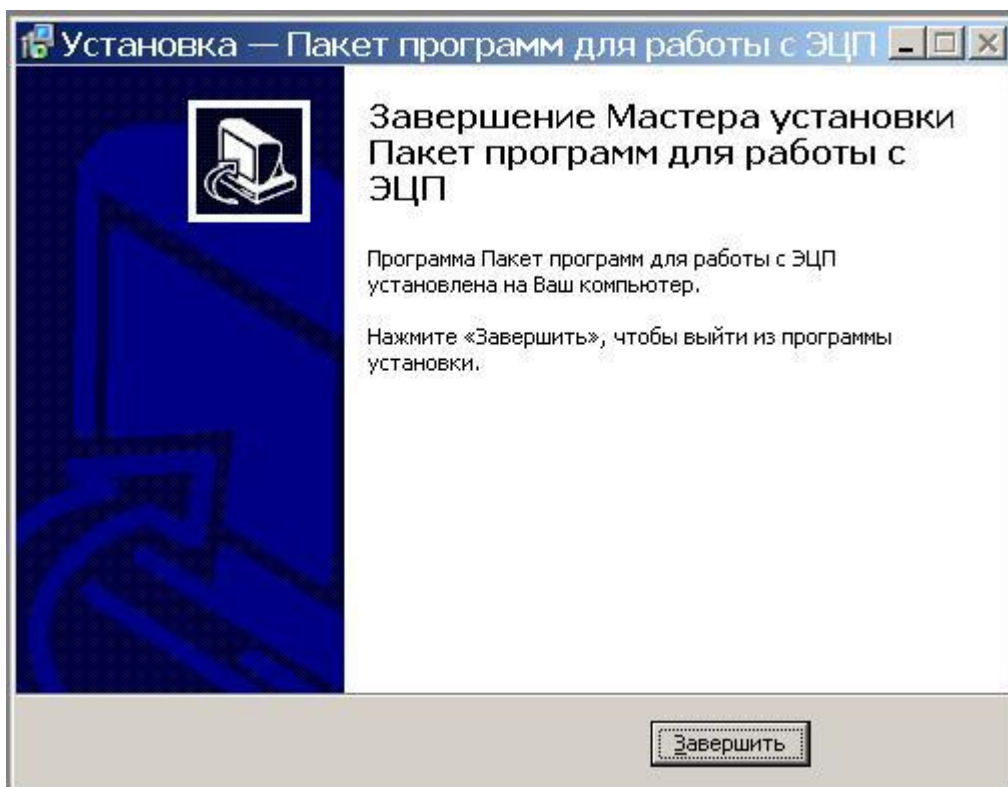 Установка — Пакет программ для работы с ЭЦП
Завершение Мастера установки
Пакет программ для работы с
ЭЦП
Программа Пакет программ для работы с ЭЦП
установлена на Ваш компьютер.
Нажмите «Завершить», чтобы выйти из программы
установки.
Завершить